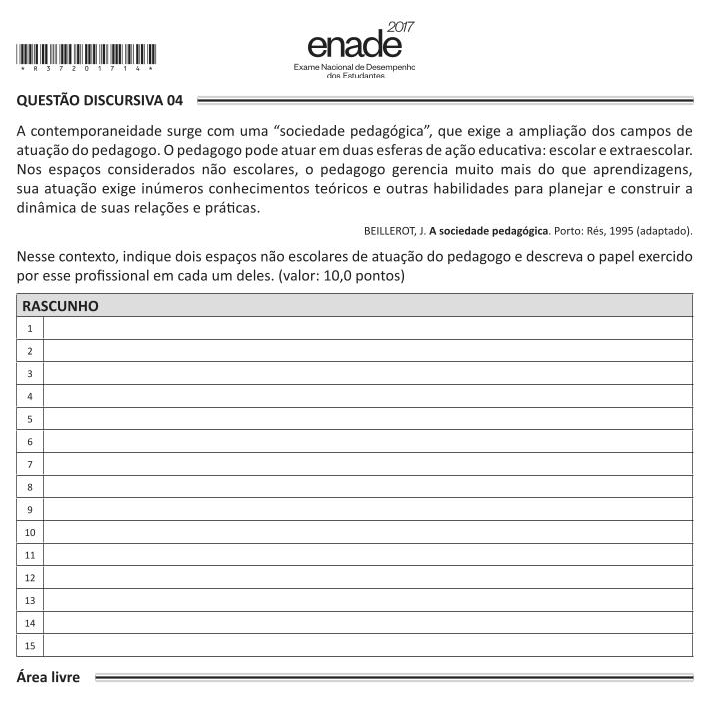 2017
enade
Exame Nacional de Desempenho
dos Estudantes
* R 3 7 2 0 1 7 1 4 *
QUESTÃO DISCURSIVA 04
A contemporaneidade surge com uma “sociedade pedagógica”, que exige a ampliação dos campos de
atuação do pedagogo. O pedagogo pode atuar em duas esferas de ação educativa: escolar e extraescolar.
Nos espaços considerados não escolares, o pedagogo gerencia muito mais do que aprendizagens,
sua atuação exige inúmeros conhecimentos teóricos e outras habilidades para planejar e construir a
dinâmica de suas relações e práticas.
BEILLEROT, J. A sociedade pedagógica. Porto: Rés, 1995 (adaptado).
Nesse contexto, indique dois espaços não escolares de atuação do pedagogo e descreva o papel exercido
por esse profissional em cada um deles. (valor: 10,0 pontos)
RASCUNHO
1
2
3
4
5
6
7
8
9
10
11
12
13
14
15
Área livre